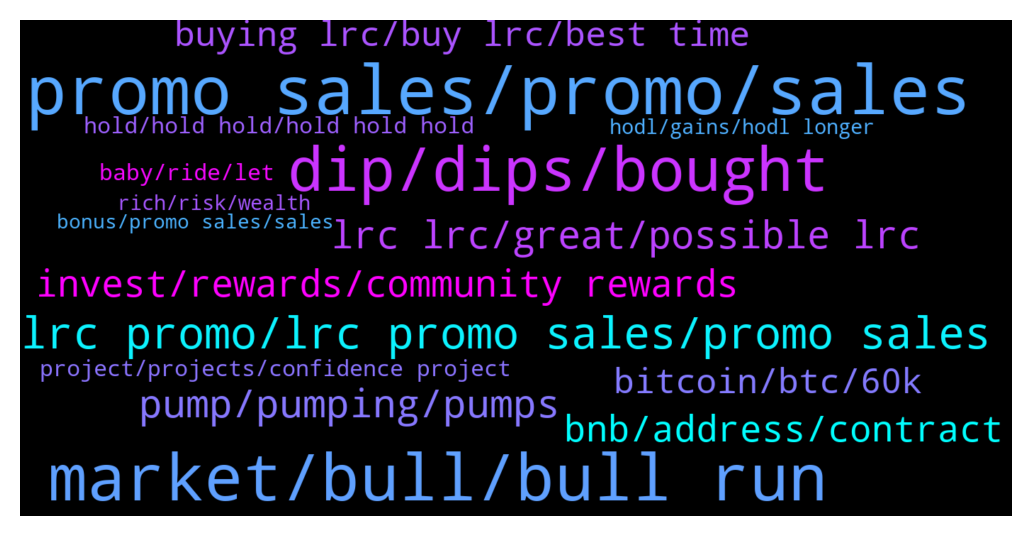 buying lrc/buy lrc/best time
promo sales/promo/sales
hold/hold hold/hold hold hold
hodl/gains/hodl longer
baby/ride/let
dip/dips/bought
rich/risk/wealth
bonus/promo sales/sales
lrc lrc/great/possible lrc
invest/rewards/community rewards
lrc promo/lrc promo sales/promo sales
project/projects/confidence project
bitcoin/btc/60k
pump/pumping/pumps
bnb/address/contract
market/bull/bull run